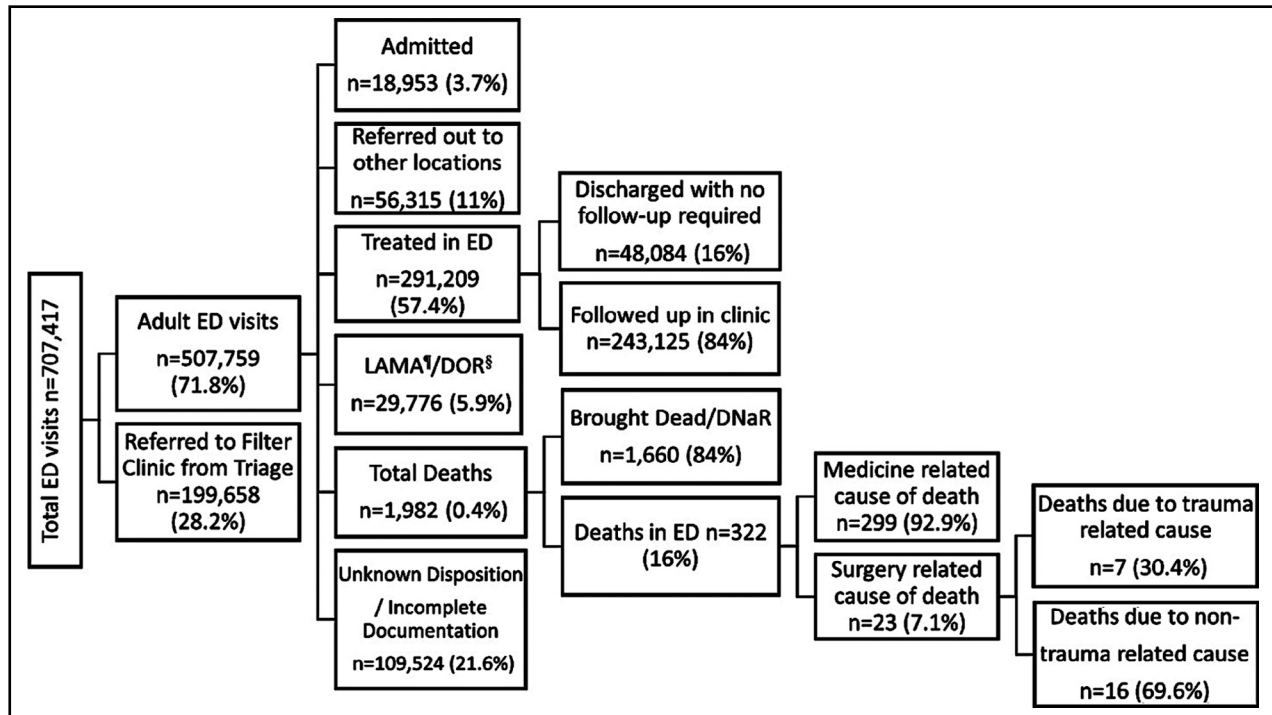 Total ED visits n=707,417
Adult ED visits
n=507,759
(71.8%)
Referred to Filter
Clinic from Triage
n=199,658
(28.2%)
Admitted
n=18,953 (3.7%)
Referred out to
other locations
n=56,315 (11%)
Treated in ED
n=291,209
(57.4%)
LAMA¶/DOR§
n=29,776 (5.9%)
Total Deaths
n=1,982 (0.4%)
Unknown Disposition
/ Incomplete
Documentation
n=109,524 (21.6%)
Discharged with no
follow-up required
n=48,084 (16%)
Followed up in clinic
n=243,125 (84%)
Brought Dead/DNaR
n=1,660 (84%)
Deaths in ED n=322
(16%)
Medicine related
cause of death
n=299 (92.9%)
Surgery related
cause of death
n=23 (7.1%)
Deaths due to trauma
related cause
n=7 (30.4%)
Deaths due to non-
trauma related cause
n=16 (69.6%)